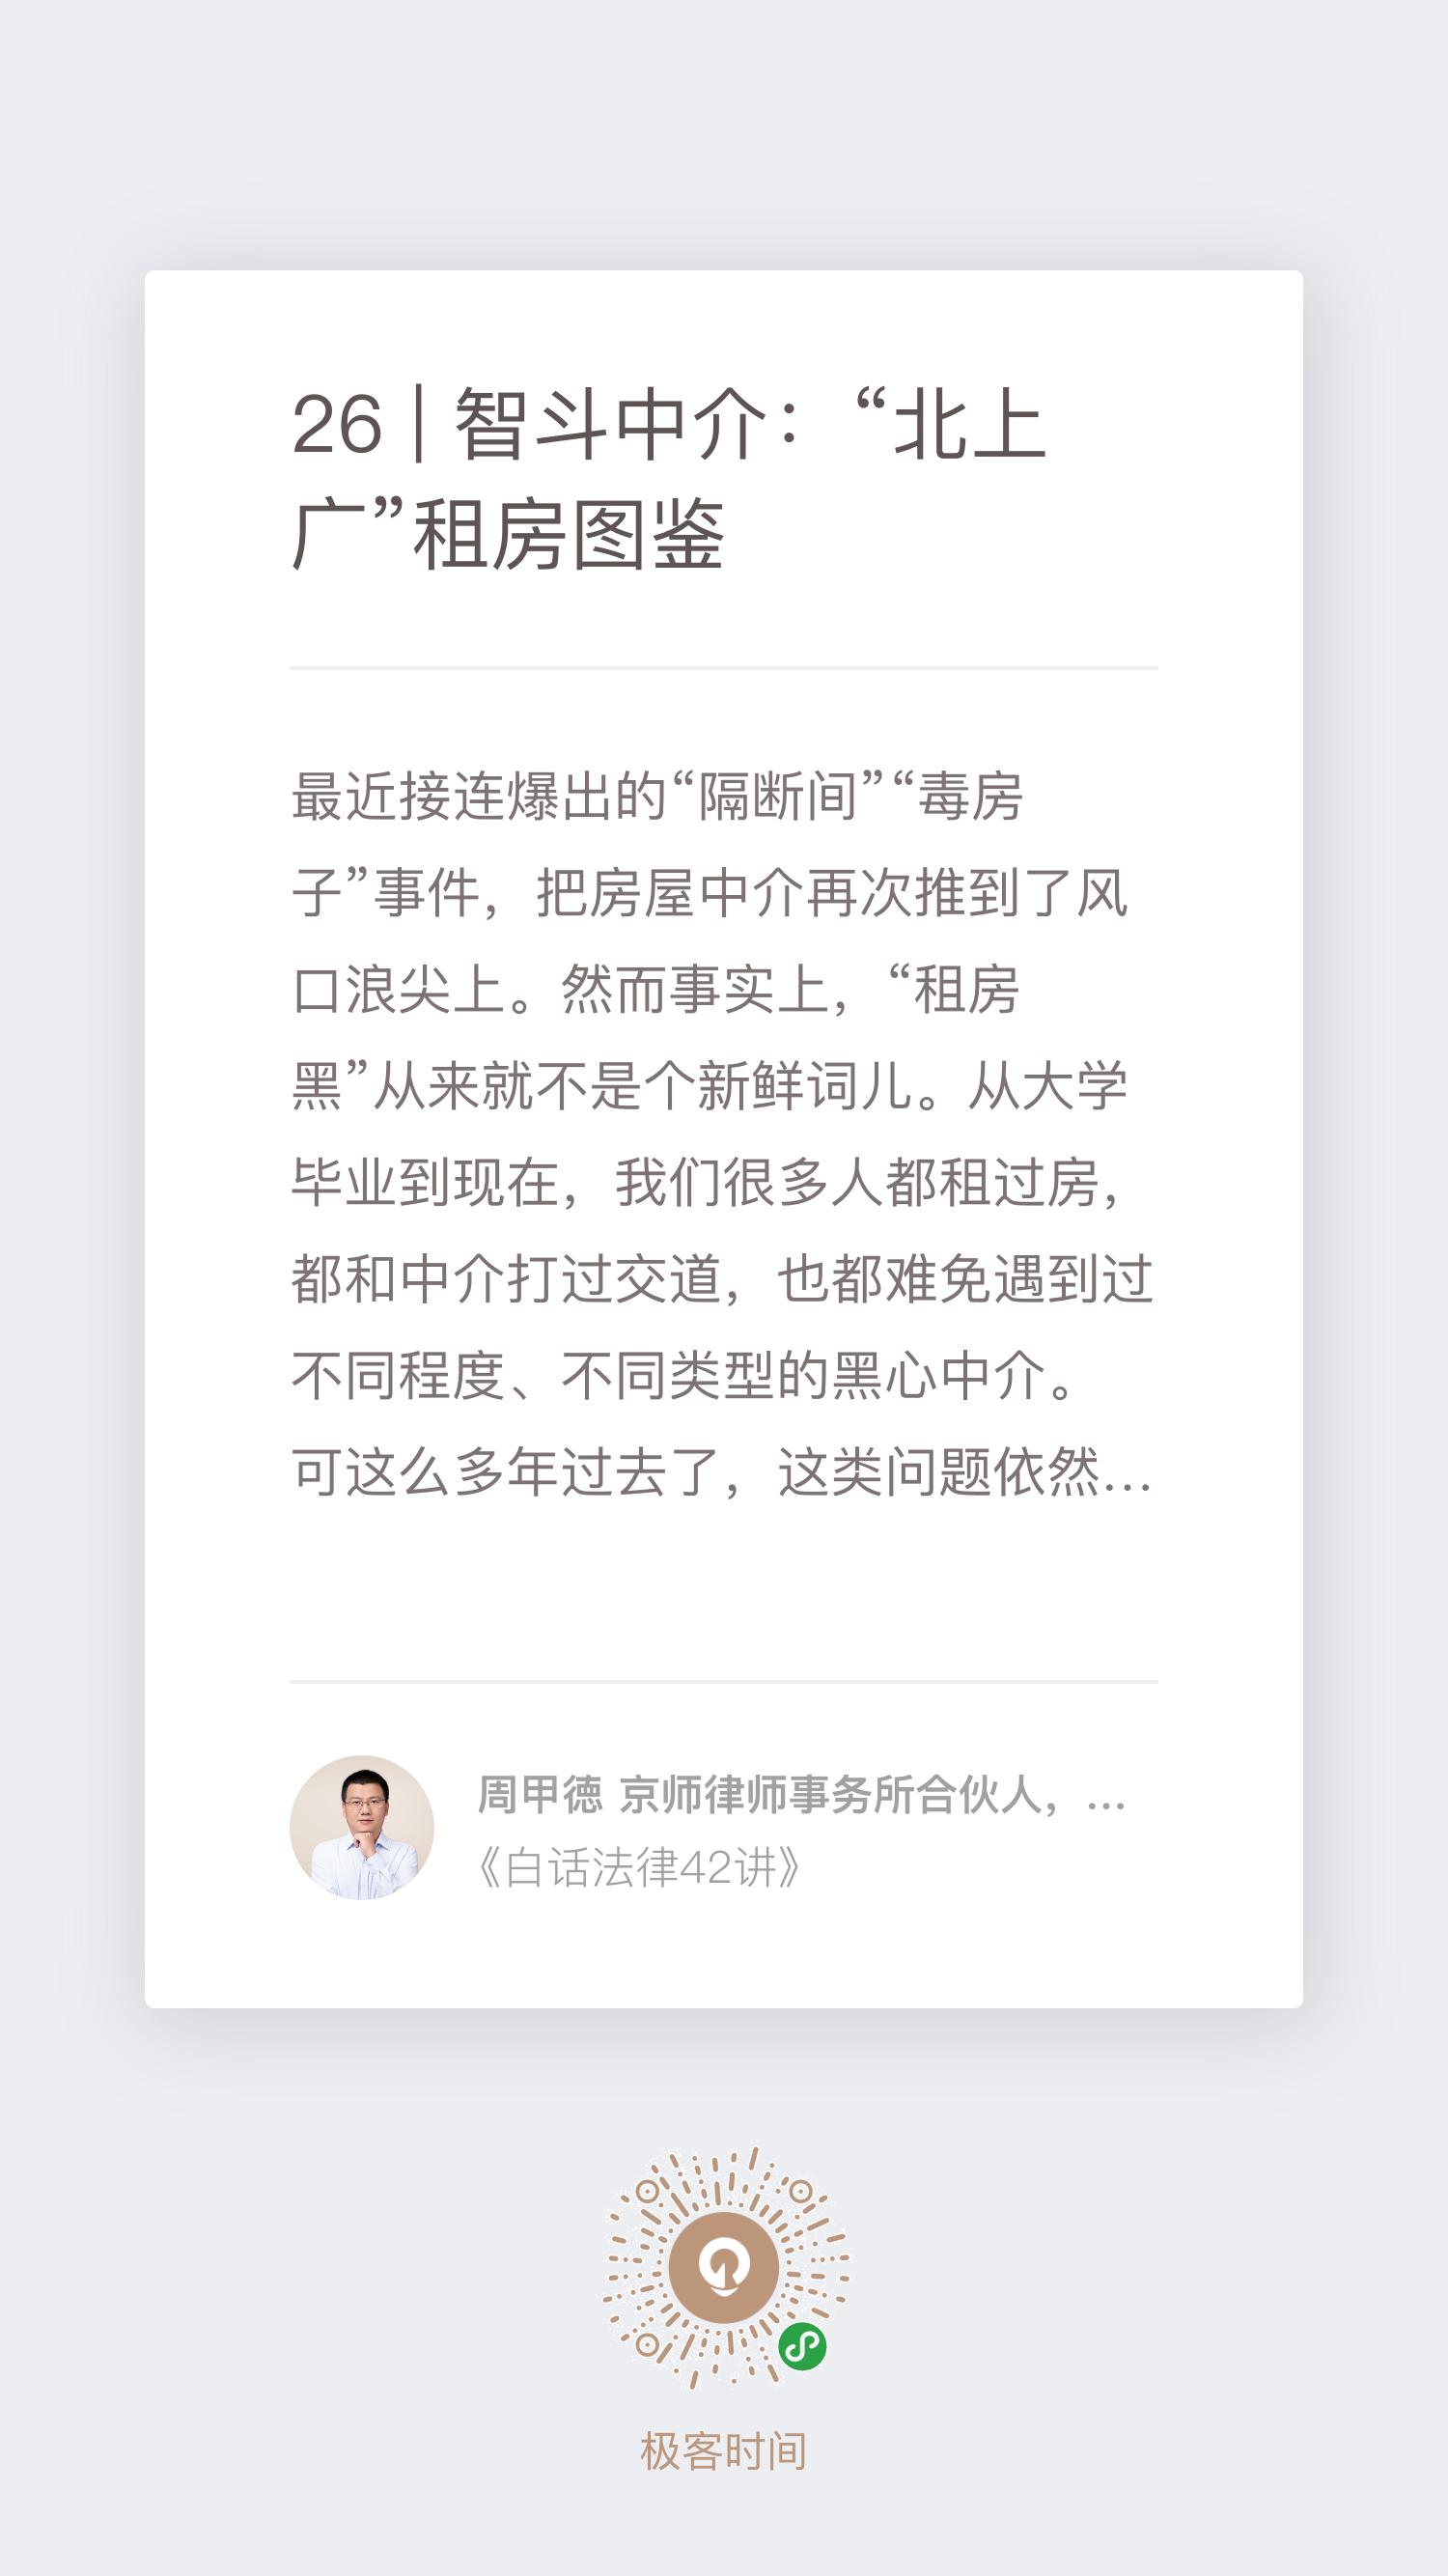 26 | 智斗中介：“北上
广”租房图鉴
最近接连爆出的“隔断间”“毒房
子”事件，把房屋中介再次推到了风
口浪尖上。然而事实上，“租房
黑”从来就不是个新鲜词儿。从大学
毕业到现在，我们很多人都租过房，
都和中介打过交道，也都难免遇到过
不同程度、不同类型的黑心中介。
可这么多年过去了，这类问题依然...
周甲徳 京师律师事务所合伙人，...
《白话法律42讲》
极客时间